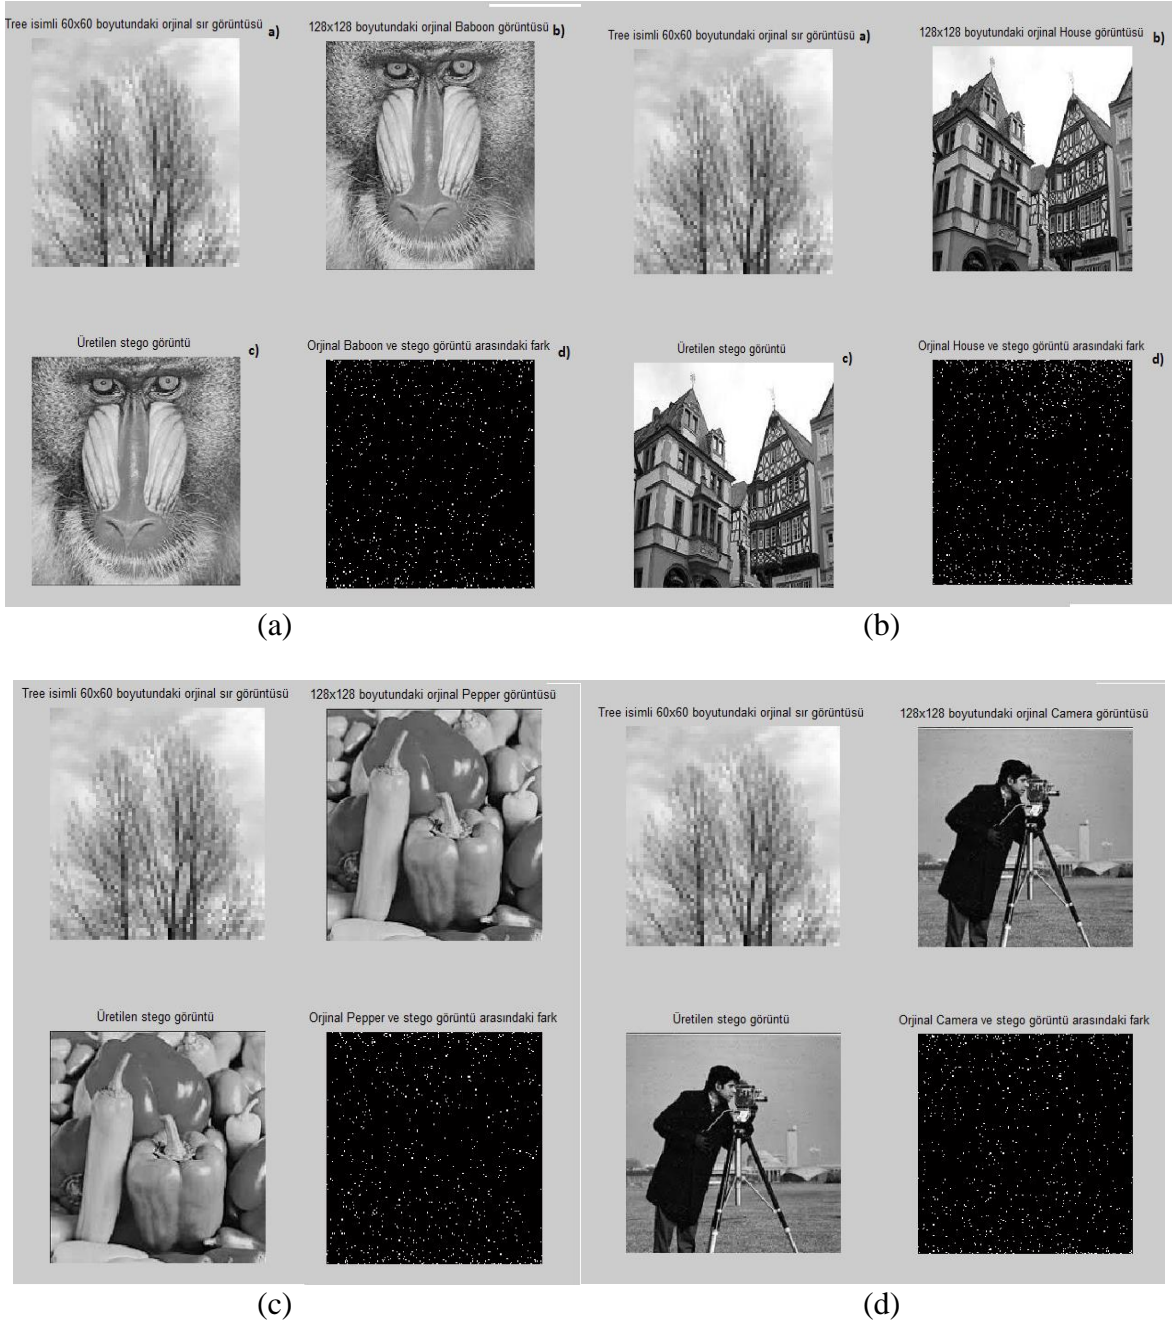 Tree isimli 60x60 boyutundaki orjinal sır görüntüsü a)
128x128 boyutundaki orjinal Baboon görüntüsü b)
Üretilen stego görüntü c)
Orjinal Baboon ve stego görüntü arasındaki fark d)
(a)
Tree isimli 60x60 boyutundaki orjinal sır görüntüsü a)
128x128 boyutundaki orjinal House görüntüsü b)
Üretilen stego görüntü c)
Orjinal House ve stego görüntü arasındaki fark d)
(b)
Tree isimli 60x60 boyutundaki orjinal sır görüntüsü
128x128 boyutundaki orjinal Pepper görüntüsü
Üretilen stego görüntü
Orjinal Pepper ve stego görüntü arasındaki fark
(c)
Tree isimli 60x60 boyutundaki orjinal sır görüntüsü
128x128 boyutundaki orjinal Camera görüntüsü
Üretilen stego görüntü
Orjinal Camera ve stego görüntü arasındaki fark
(d)